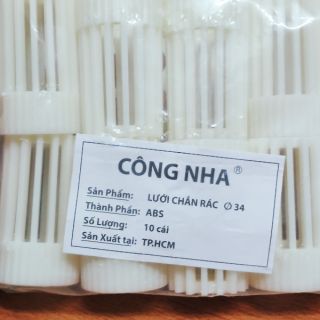 CÔNG NHA ®
Sản Phẩm: LƯỚI CHẮN RÁC Ø 34
Thành Phần: ABS
Số Lượng: 10 cái
Sản Xuất tại: TP.HCM